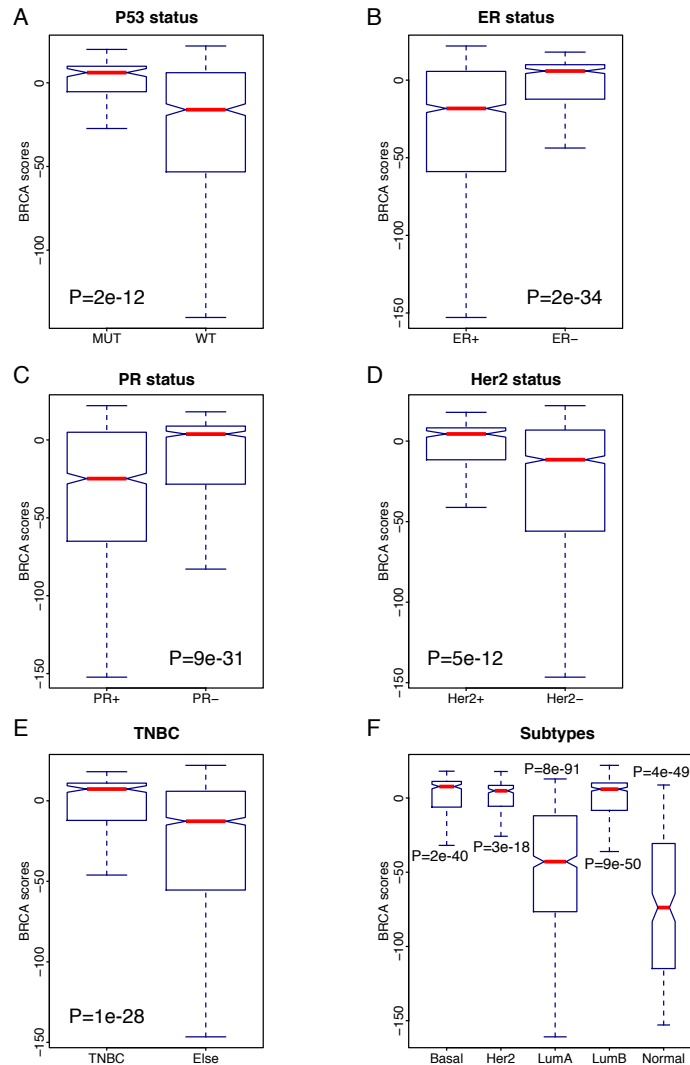 A P53 status
BRCA scores
0
−50
−100
P=2e-12
MUT WT
B ER status
BRCA scores
0
−50
−100
−150
P=2e-34
ER+ ER−
C PR status
BRCA scores
0
−50
−100
−150
P=9e-31
PR+ PR−
D Her2 status
BRCA scores
0
−50
−100
−150
P=5e-12
Her2+ Her2−
E TNBC
BRCA scores
0
−50
−100
−150
P=1e-28
TNBC Else
F Subtypes
BRCA scores
0
−50
−100
−150
P=8e-91 P=4e-49
P=2e-40 P=3e-18 P=9e-50
Basal Her2 LumA LumB Normal